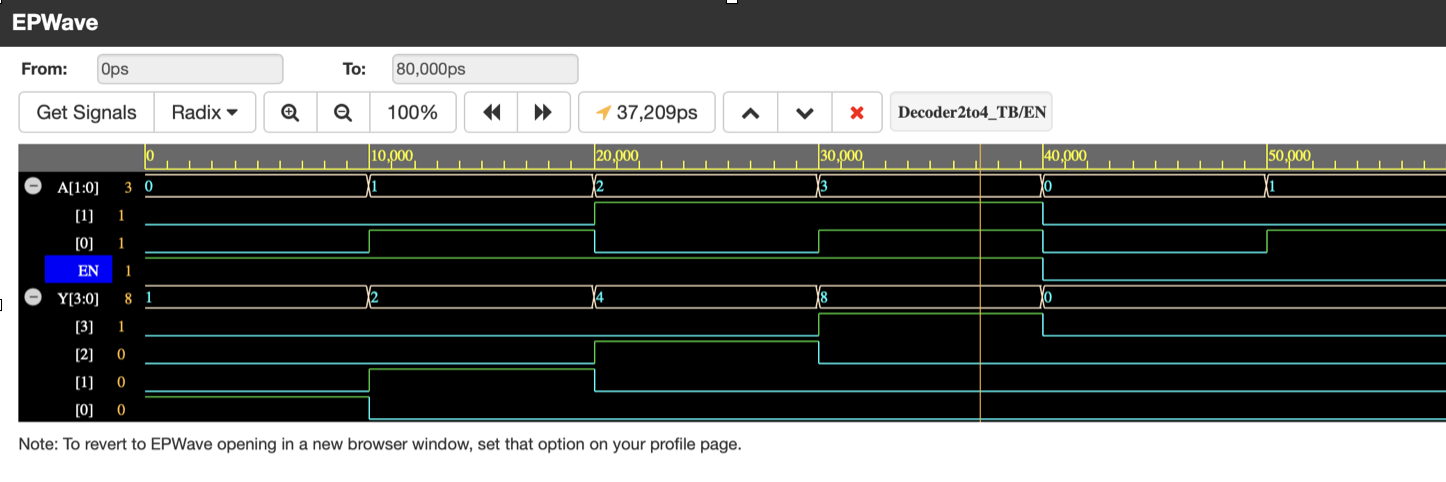 EPWave
From: 0ps To: 80,000ps
Get Signals Radix 100% 37,209ps Decoder2to4_TB/EN
0 10,000 20,000 30,000 40,000 50,000
A[1:0] 3 0 1 2 3 0 1
[1] 1
[0] 1
EN 1
Y[3:0] 8 1 2 4 8 0
[3] 1
[2] 0
[1] 0
[0] 0
Note: To revert to EPWave opening in a new browser window, set that option on your profile page.